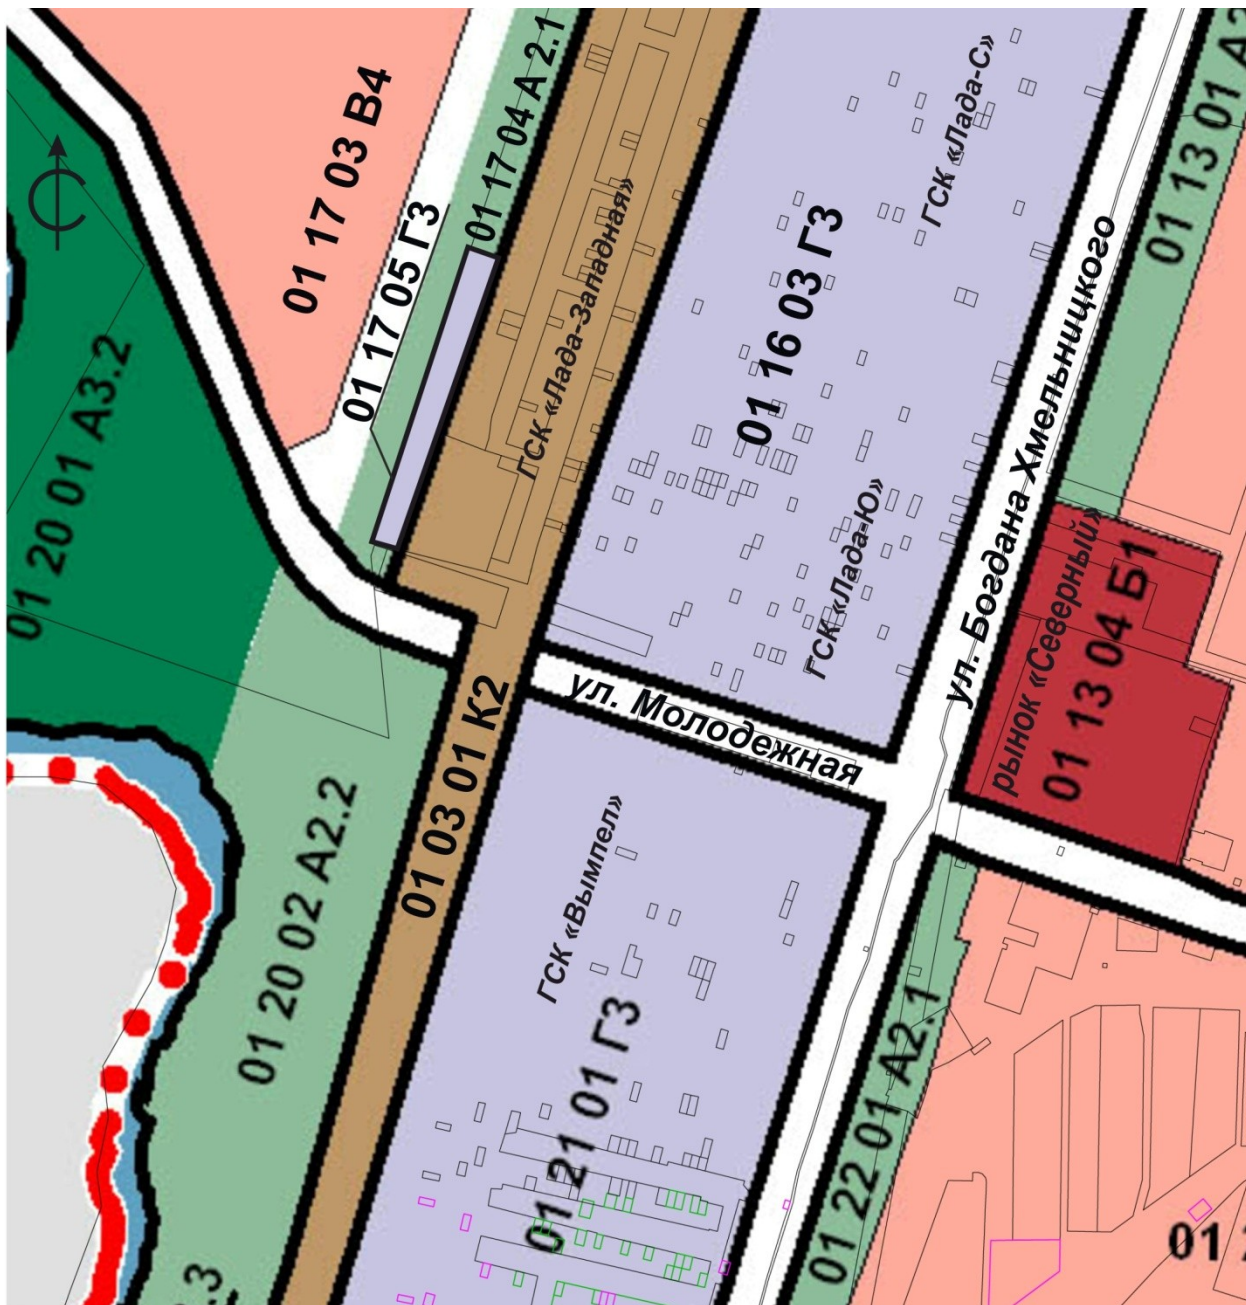 01 17 03 В4
01 17 04 А 2.1
01 17 05 Г3
ГСК «Лада-Западная»
ГСК «Лада-С»
01 16 03 Г3
ул. Богдана Хмельницкого
01 13 01 А2
01 20 01 А3.2
ГСК «Лада-Ю»
рынок «Северный»
01 13 04 Б1
ул. Молодежная
01 03 01 К2
01 20 02 А2.2
ГСК «Вымпел»
01 21 01 Г3
01 22 01 А2.1
01
.3